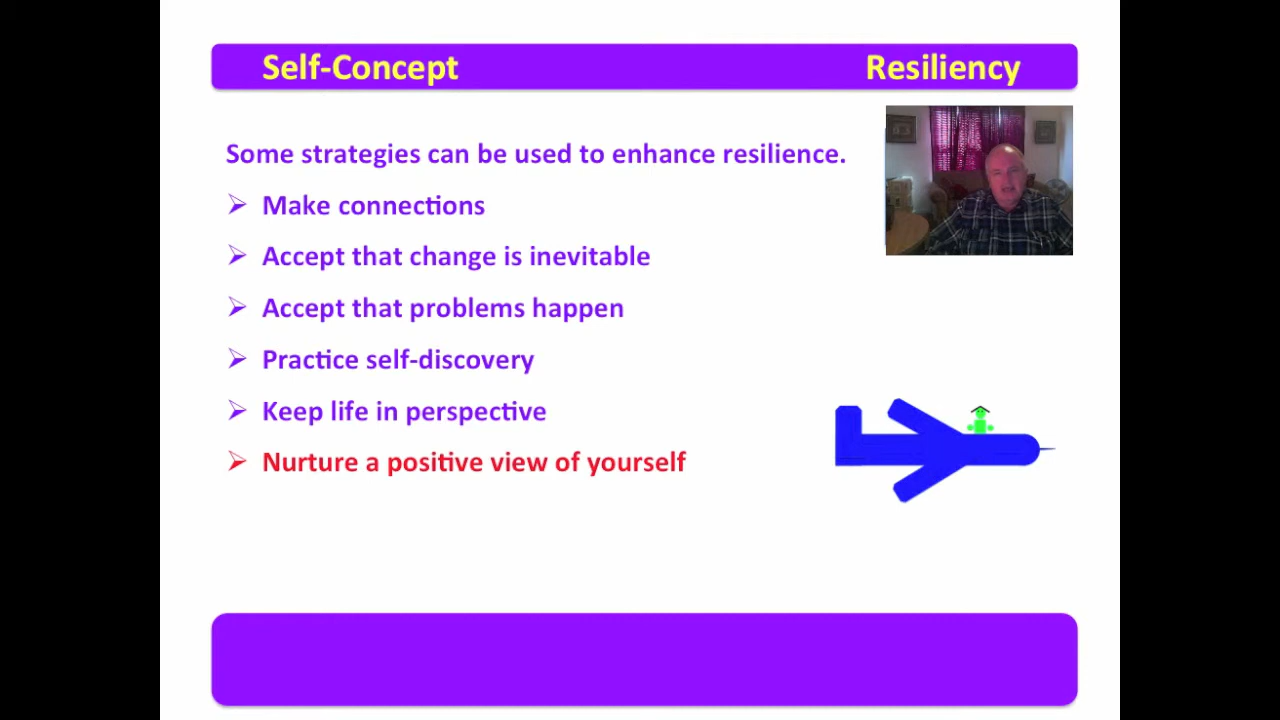 Self-Concept Resiliency
Some strategies can be used to enhance resilience.
➢ Make connections
➢ Accept that change is inevitable
➢ Accept that problems happen
➢ Practice self-discovery
➢ Keep life in perspective
➢ Nurture a positive view of yourself